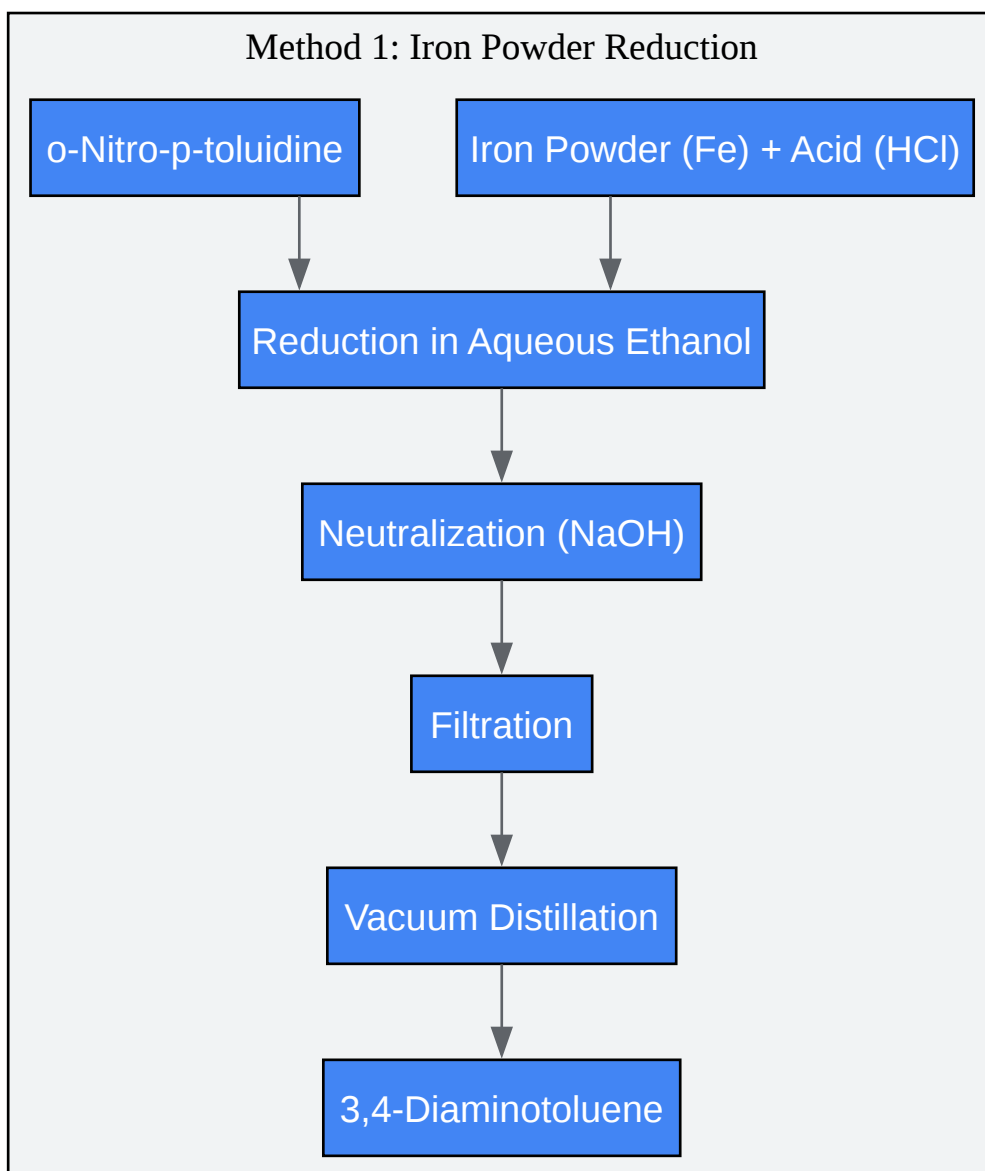 Method 1: Iron Powder Reduction
o-Nitro-p-toluidine
Iron Powder (Fe) + Acid (HCl)
Reduction in Aqueous Ethanol
Neutralization (NaOH)
Filtration
Vacuum Distillation
3,4-Diaminotoluene